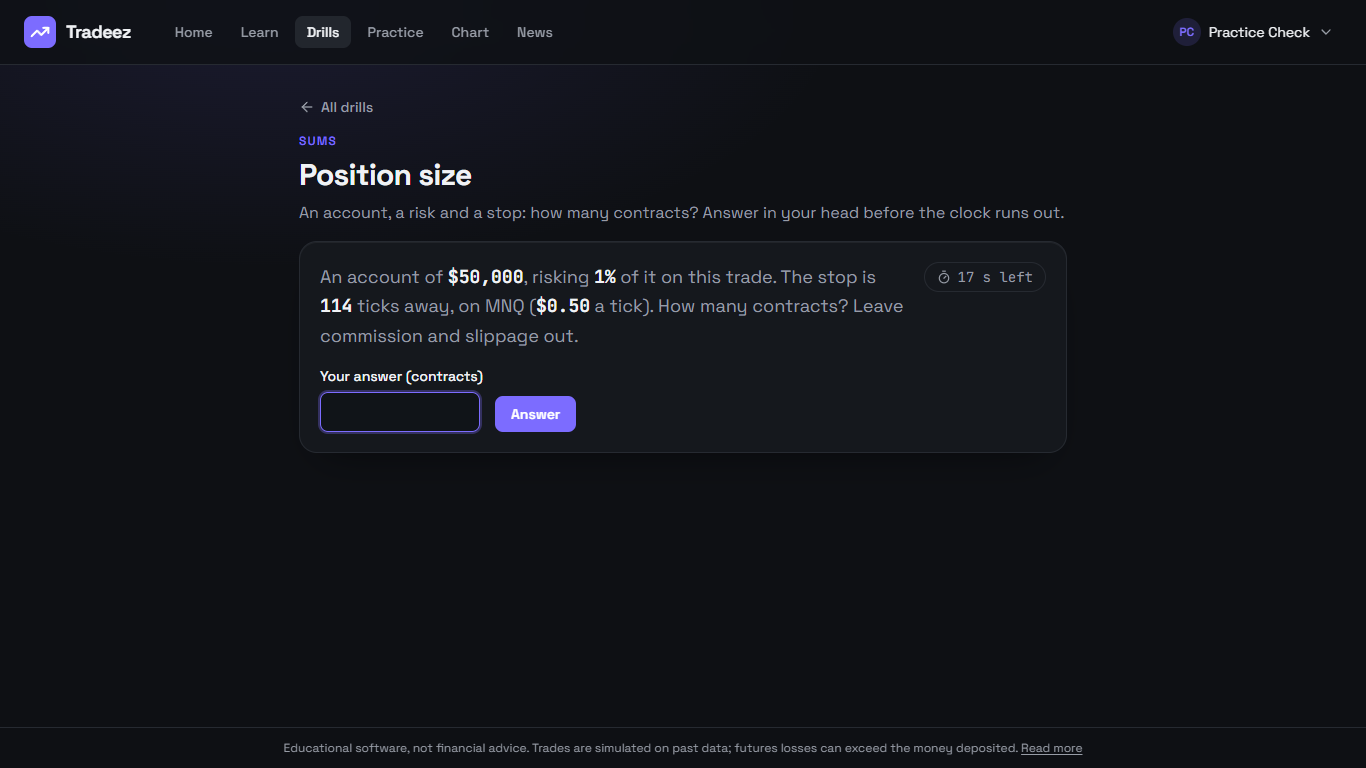 Tradeez
Home
Learn
Drills
Practice
Chart
News
PC
Practice Check
All drills
SUMS
Position size
An account, a risk and a stop: how many contracts? Answer in your head before the clock runs out.
An account of $50,000, risking 1% of it on this trade. The stop is
114 ticks away, on MNQ ($0.50 a tick). How many contracts? Leave
commission and slippage out.
17 s left
Your answer (contracts)
Answer
Educational software, not financial advice. Trades are simulated on past data; futures losses can exceed the money deposited. Read more